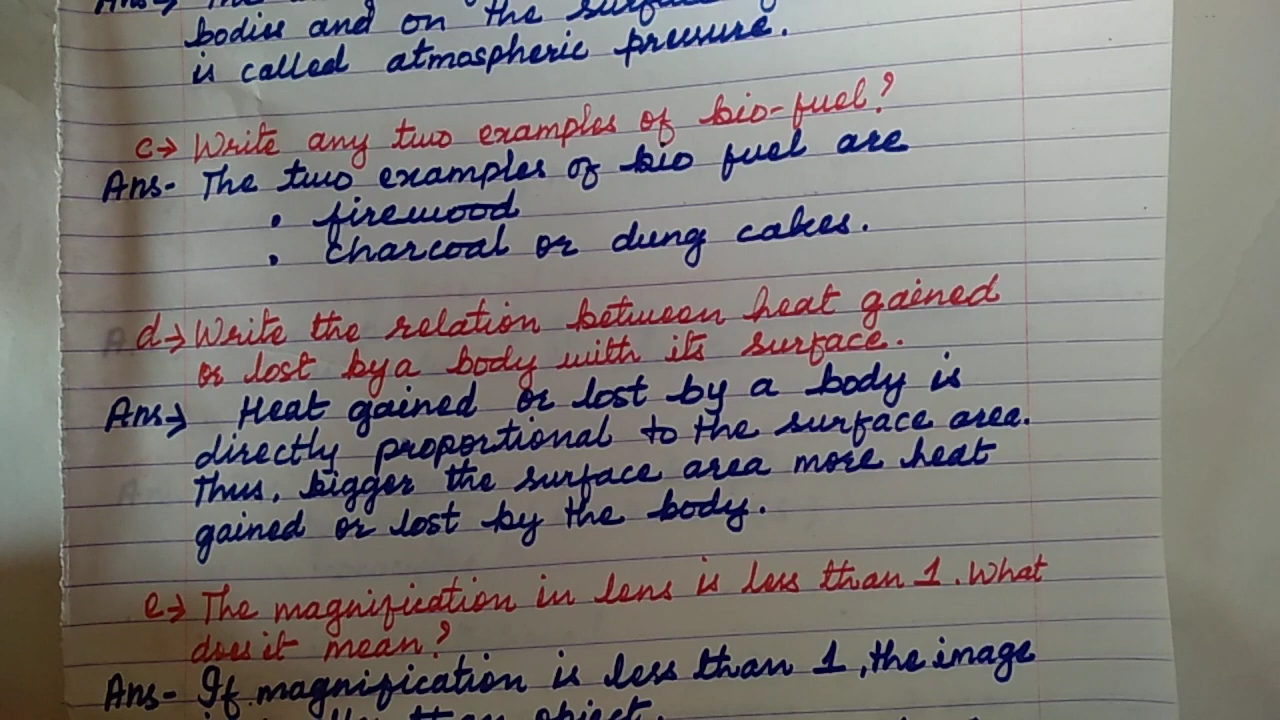 bodies and on the
is called atmospheric pressure.
c→ Write any two examples of bio-fuel?
Ans- The two examples of bio fuel are
• firewood
• Charcoal or dung cakes.
d→ Write the relation between heat gained
or lost by a body with its surface.
Ans→ Heat gained or lost by a body is
directly proportional to the surface area.
Thus, bigger the surface area more heat
gained or lost by the body.
e→ The magnification in lens is less than 1. What
does it mean?
Ans- If magnification is less than 1, the image
object.